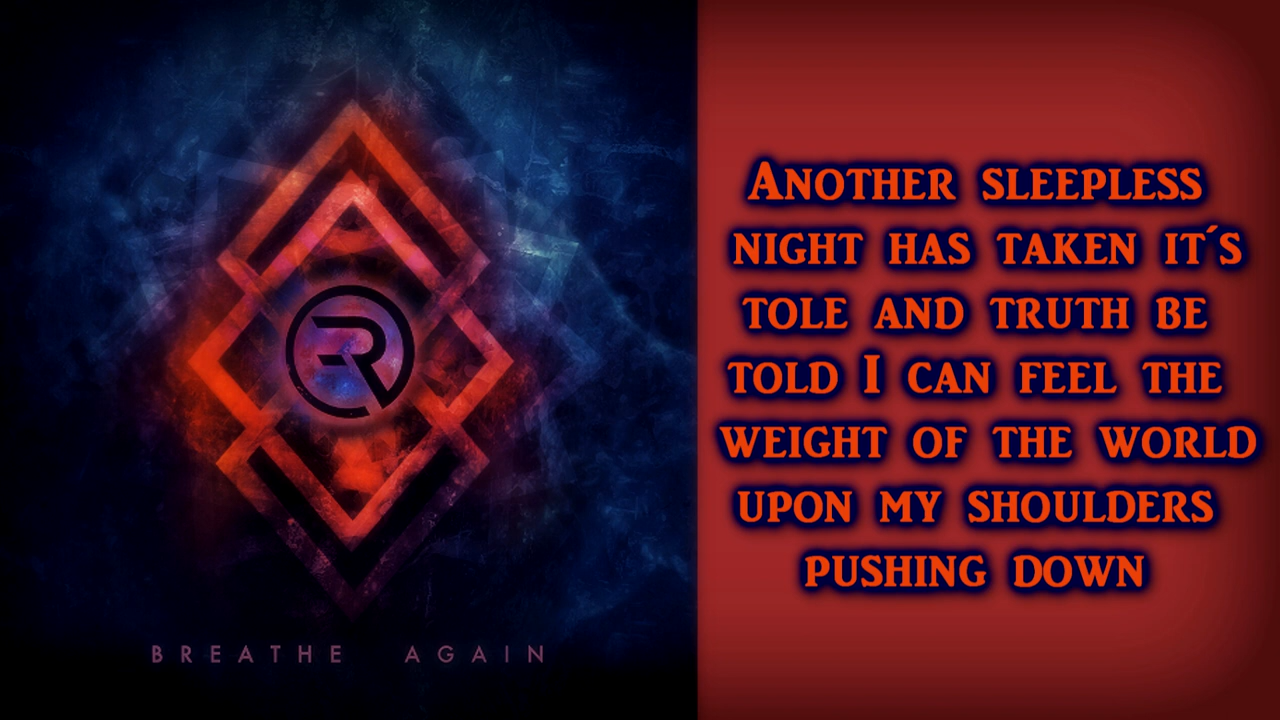 BREATHE AGAIN
ANOTHER SLEEPLESS
NIGHT HAS TAKEN IT´S
TOLE AND TRUTH BE
TOLD I CAN FEEL THE
WEIGHT OF THE WORLD
UPON MY SHOULDERS
PUSHING DOWN